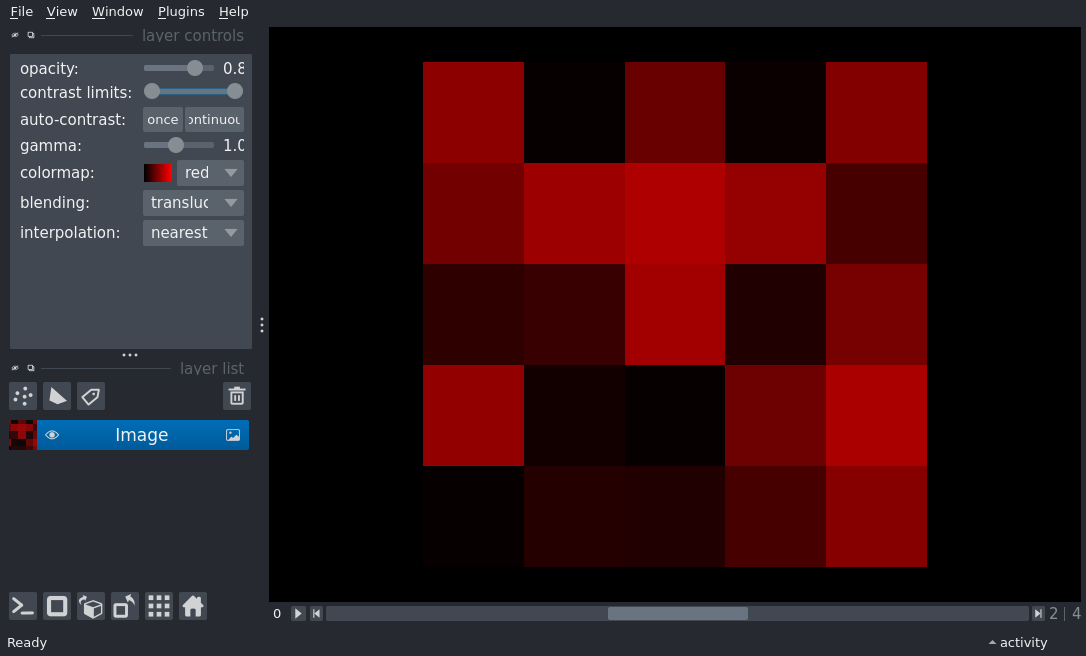 File View Window Plugins Help
layer controls
opacity: 0.8
contrast limits:
auto-contrast: once ontinuou
gamma: 1.0
colormap: red
blending: transluc
interpolation: nearest
layer list
Image
0 2 | 4
Ready activity